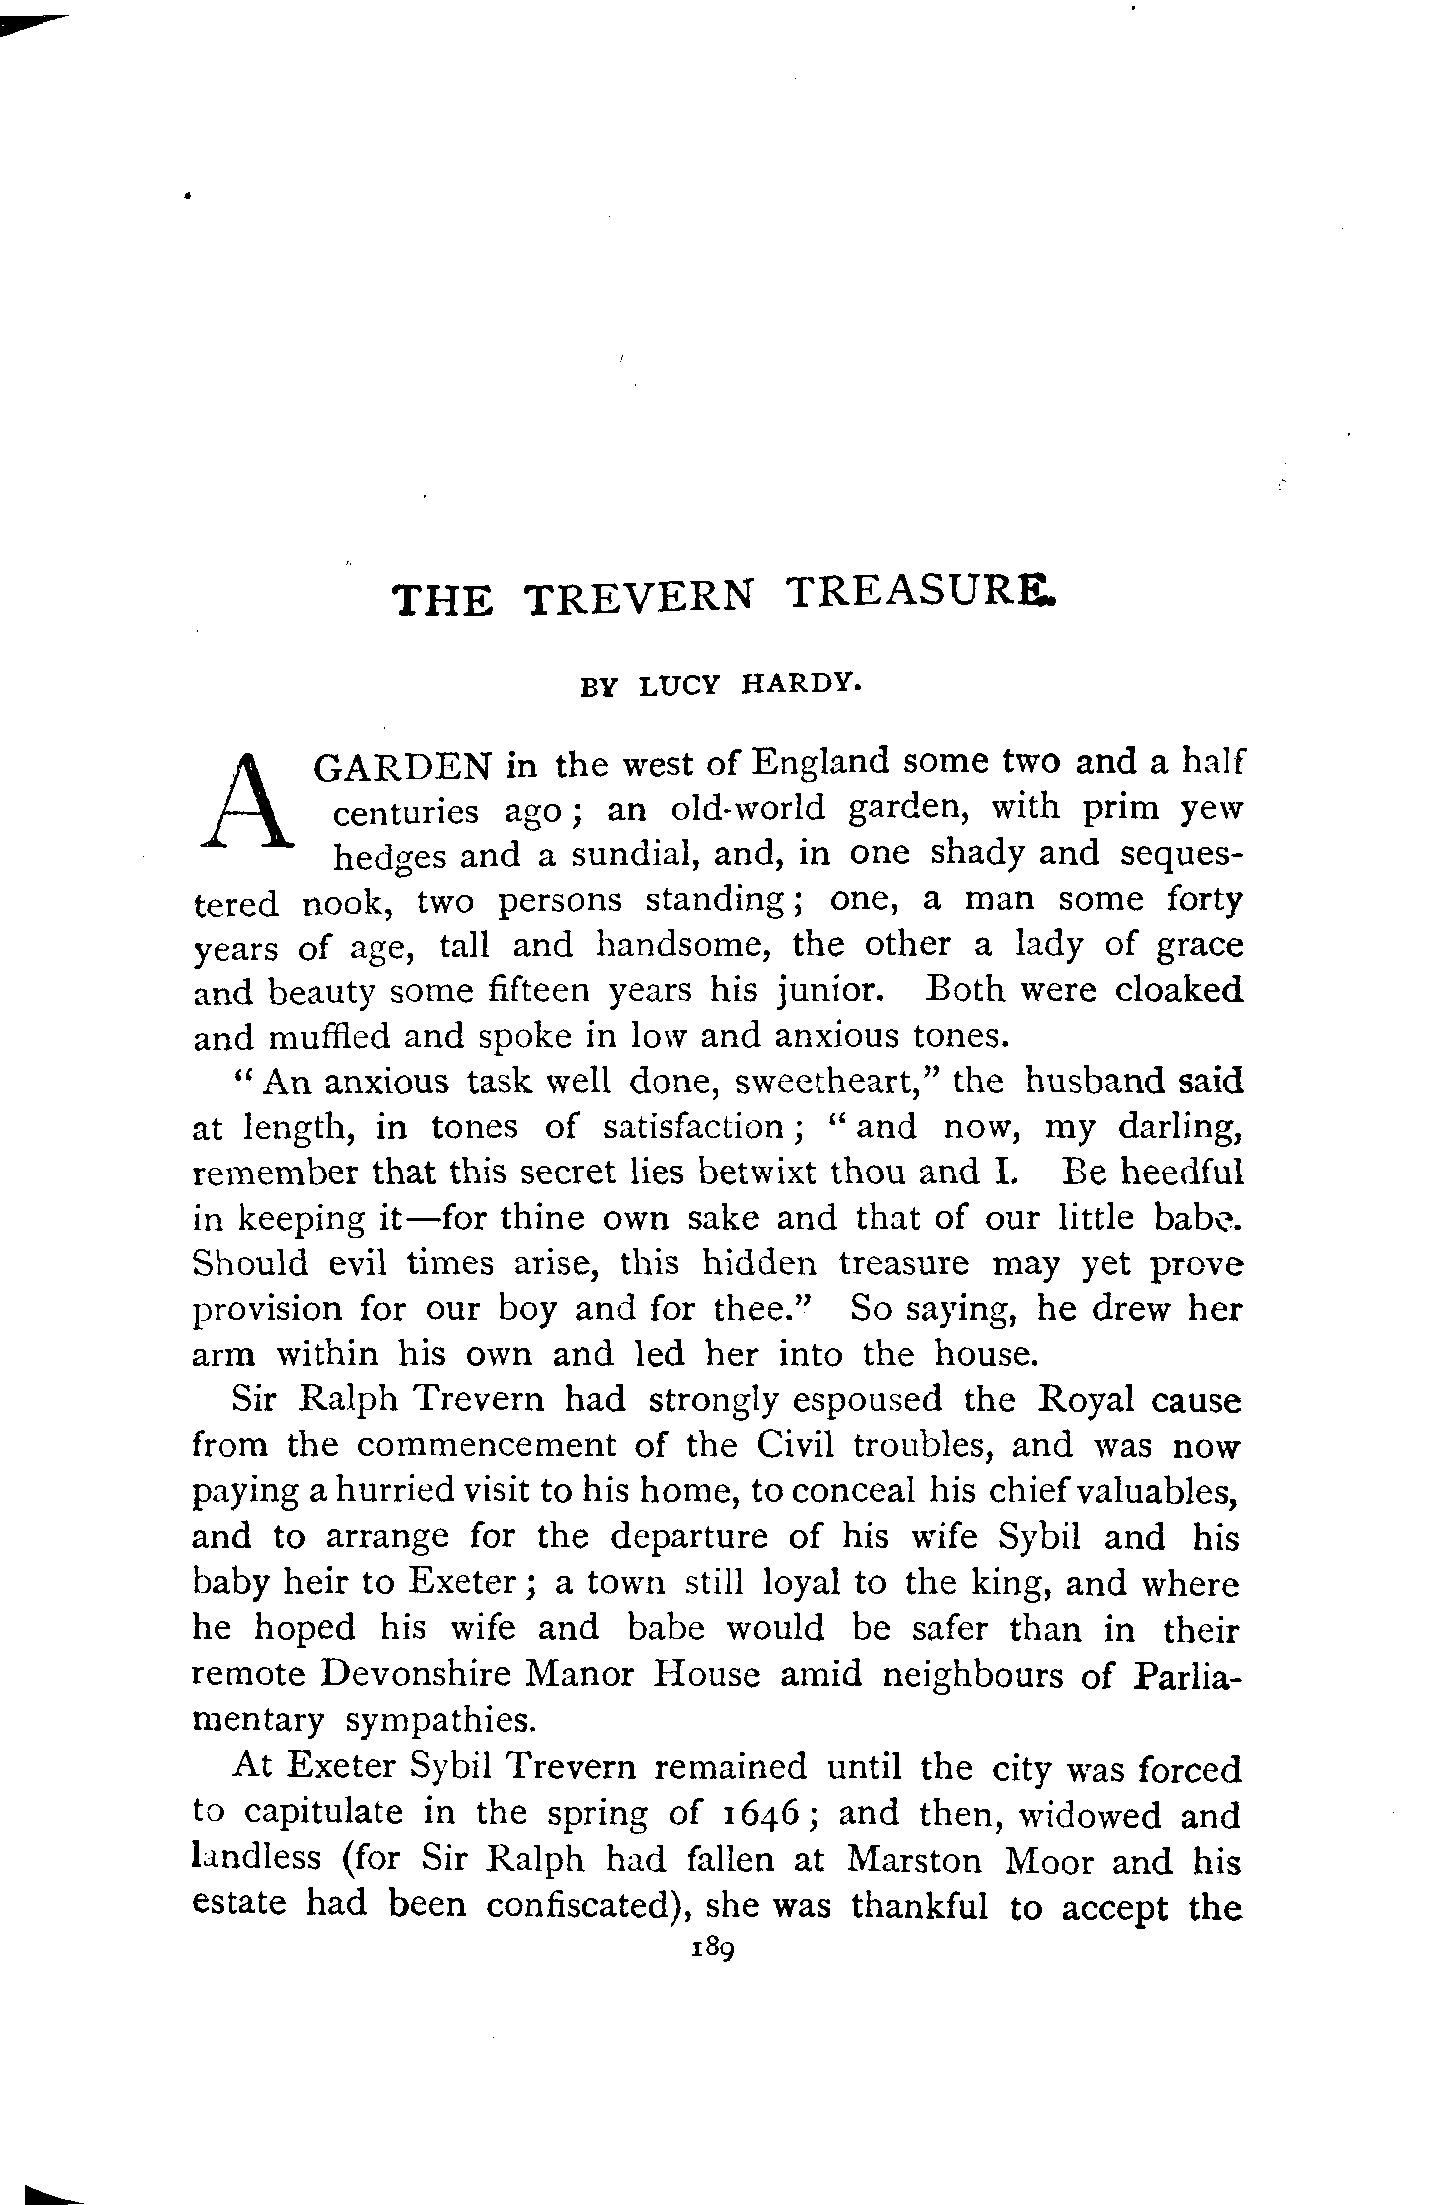 THE TREVERN TREASURE.
BY LUCY HARDY.
A GARDEN in the west of England some two and a half
centuries ago; an old-world garden, with prim yew
hedges and a sundial, and, in one shady and seques-
tered nook, two persons standing; one, a man some forty
years of age, tall and handsome, the other a lady of grace
and beauty some fifteen years his junior. Both were cloaked
and muffled and spoke in low and anxious tones.
"An anxious task well done, sweetheart," the husband said
at length, in tones of satisfaction; "and now, my darling,
remember that this secret lies betwixt thou and I. Be heedful
in keeping it—for thine own sake and that of our little babe.
Should evil times arise, this hidden treasure may yet prove
provision for our boy and for thee." So saying, he drew her
arm within his own and led her into the house.
Sir Ralph Trevern had strongly espoused the Royal cause
from the commencement of the Civil troubles, and was now
paying a hurried visit to his home, to conceal his chief valuables,
and to arrange for the departure of his wife Sybil and his
baby heir to Exeter; a town still loyal to the king, and where
he hoped his wife and babe would be safer than in their
remote Devonshire Manor House amid neighbours of Parlia-
mentary sympathies.
At Exeter Sybil Trevern remained until the city was forced
to capitulate in the spring of 1646; and then, widowed and
landless (for Sir Ralph had fallen at Marston Moor and his
estate had been confiscated), she was thankful to accept the
189